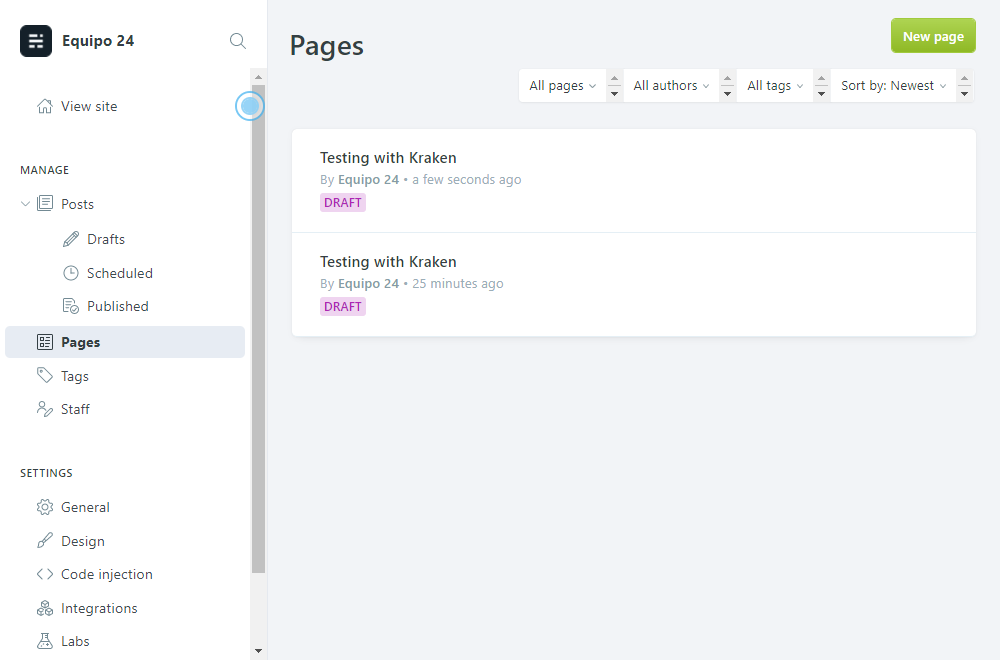 Equipo 24
View site
MANAGE
Posts
Drafts
Scheduled
Published
Pages
Tags
Staff
SETTINGS
General
Design
Code injection
Integrations
Labs
Pages
New page
All pages
All authors
All tags
Sort by: Newest
Testing with Kraken
By Equipo 24 • a few seconds ago
DRAFT
Testing with Kraken
By Equipo 24 • 25 minutes ago
DRAFT